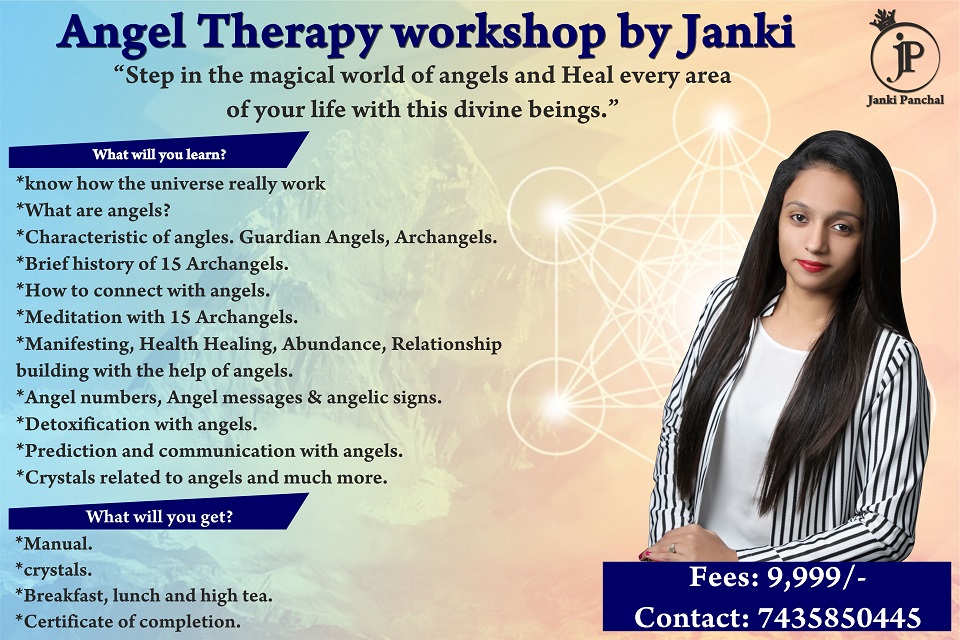 Angel Therapy workshop by Janki
“Step in the magical world of angels and Heal every area
of your life with this divine beings.”
jP
Janki Panchal
What will you learn?
*know how the universe really work
*What are angels?
*Characteristic of angles. Guardian Angels, Archangels.
*Brief history of 15 Archangels.
*How to connect with angels.
*Meditation with 15 Archangels.
*Manifesting, Health Healing, Abundance, Relationship
building with the help of angels.
*Angel numbers, Angel messages & angelic signs.
*Detoxification with angels.
*Prediction and communication with angels.
*Crystals related to angels and much more.
What will you get?
*Manual.
*crystals.
*Breakfast, lunch and high tea.
*Certificate of completion.
Fees: 9,999/-
Contact: 7435850445